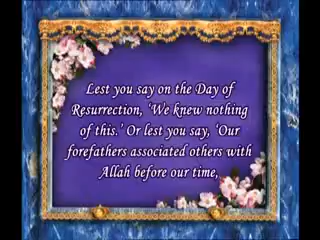 Lest you say on the Day of
Resurrection, ‘We knew nothing
of this.’ Or lest you say, ‘Our
forefathers associated others with
Allah before our time,